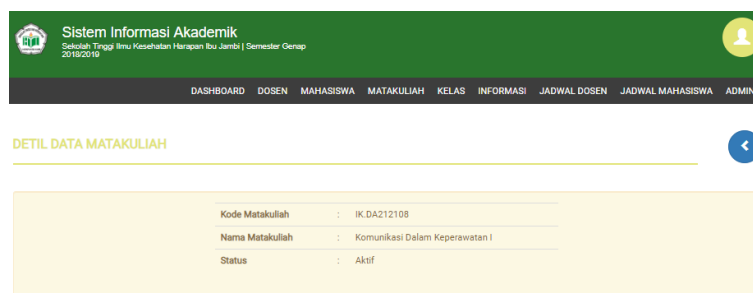 Sistem Informasi Akademik
Sekolah Tinggi Ilmu Kesehatan Harapan Ibu Jambi | Semester Genap
2018/2019
DASHBOARD DOSEN MAHASISWA MATAKULIAH KELAS INFORMASI JADWAL DOSEN JADWAL MAHASISWA ADMIN
DETIL DATA MATAKULIAH
Kode Matakuliah : IK.DA212108
Nama Matakuliah : Komunikasi Dalam Keperawatan I
Status : Aktif